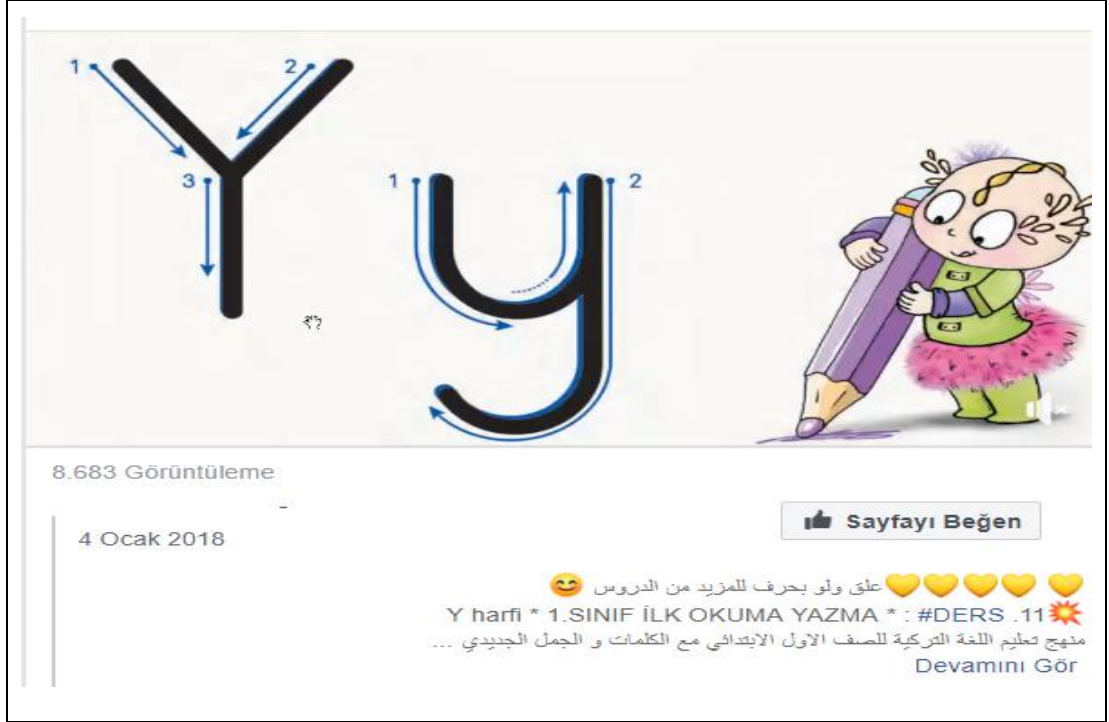 Y y
1
2
3
1
2
8.683 Görüntüleme
4 Ocak 2018
Sayfayı Beğen
💛 💛💛💛💛 علق ولو بحرف للمزيد من الدروس 😊
💥11. DERS# : * Y harfi * 1.SINIF İLK OKUMA YAZMA
منهج تعليم اللغة التركية للصف الاول الابتدائي مع الكلمات و الجمل الجديدي ...
Devamını Gör